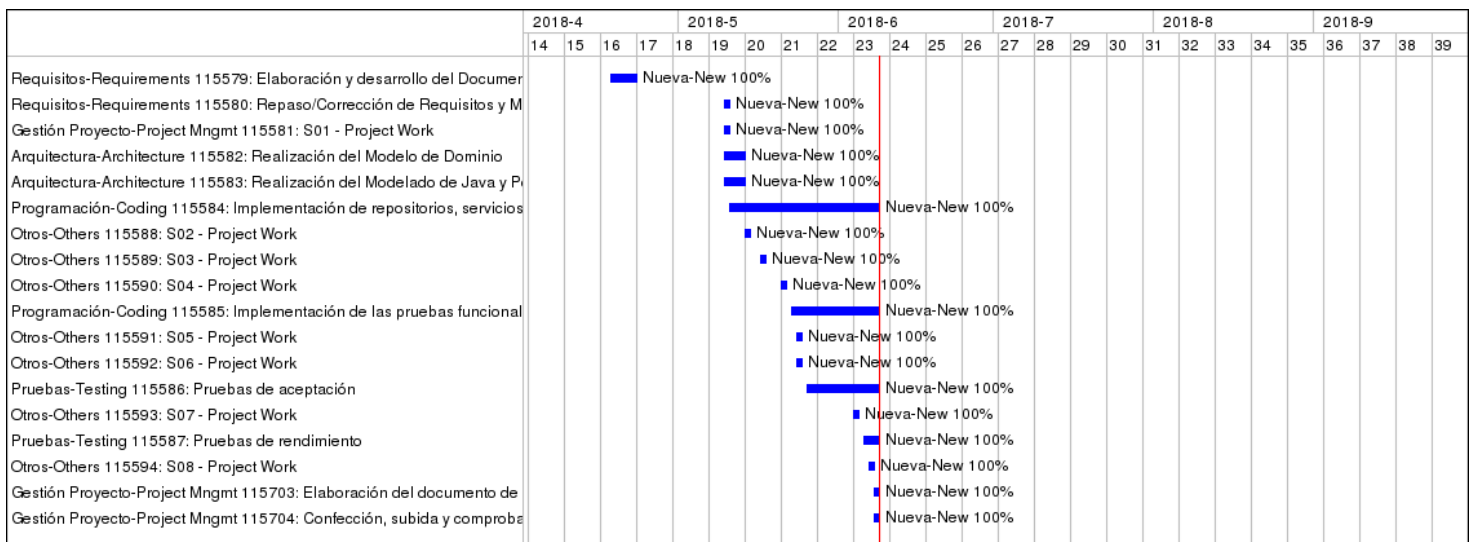 2018-4 2018-5 2018-6 2018-7 2018-8 2018-9
14 15 16 17 18 19 20 21 22 23 24 25 26 27 28 29 30 31 32 33 34 35 36 37 38 39
Requisitos-Requirements 115579: Elaboración y desarrollo del Documen Nueva-New 100%
Requisitos-Requirements 115580: Repaso/Corrección de Requisitos y M Nueva-New 100%
Gestión Proyecto-Project Mngmt 115581: S01 - Project Work Nueva-New 100%
Arquitectura-Architecture 115582: Realización del Modelo de Dominio Nueva-New 100%
Arquitectura-Architecture 115583: Realización del Modelado de Java y Nueva-New 100%
Programación-Coding 115584: Implementación de repositorios, servicios Nueva-New 100%
Otros-Others 115588: S02 - Project Work Nueva-New 100%
Otros-Others 115589: S03 - Project Work Nueva-New 100%
Otros-Others 115590: S04 - Project Work Nueva-New 100%
Programación-Coding 115585: Implementación de las pruebas funcional Nueva-New 100%
Otros-Others 115591: S05 - Project Work Nueva-New 100%
Otros-Others 115592: S06 - Project Work Nueva-New 100%
Pruebas-Testing 115586: Pruebas de aceptación Nueva-New 100%
Otros-Others 115593: S07 - Project Work Nueva-New 100%
Pruebas-Testing 115587: Pruebas de rendimiento Nueva-New 100%
Otros-Others 115594: S08 - Project Work Nueva-New 100%
Gestión Proyecto-Project Mngmt 115703: Elaboración del documento de Nueva-New 100%
Gestión Proyecto-Project Mngmt 115704: Confección, subida y comproba Nueva-New 100%